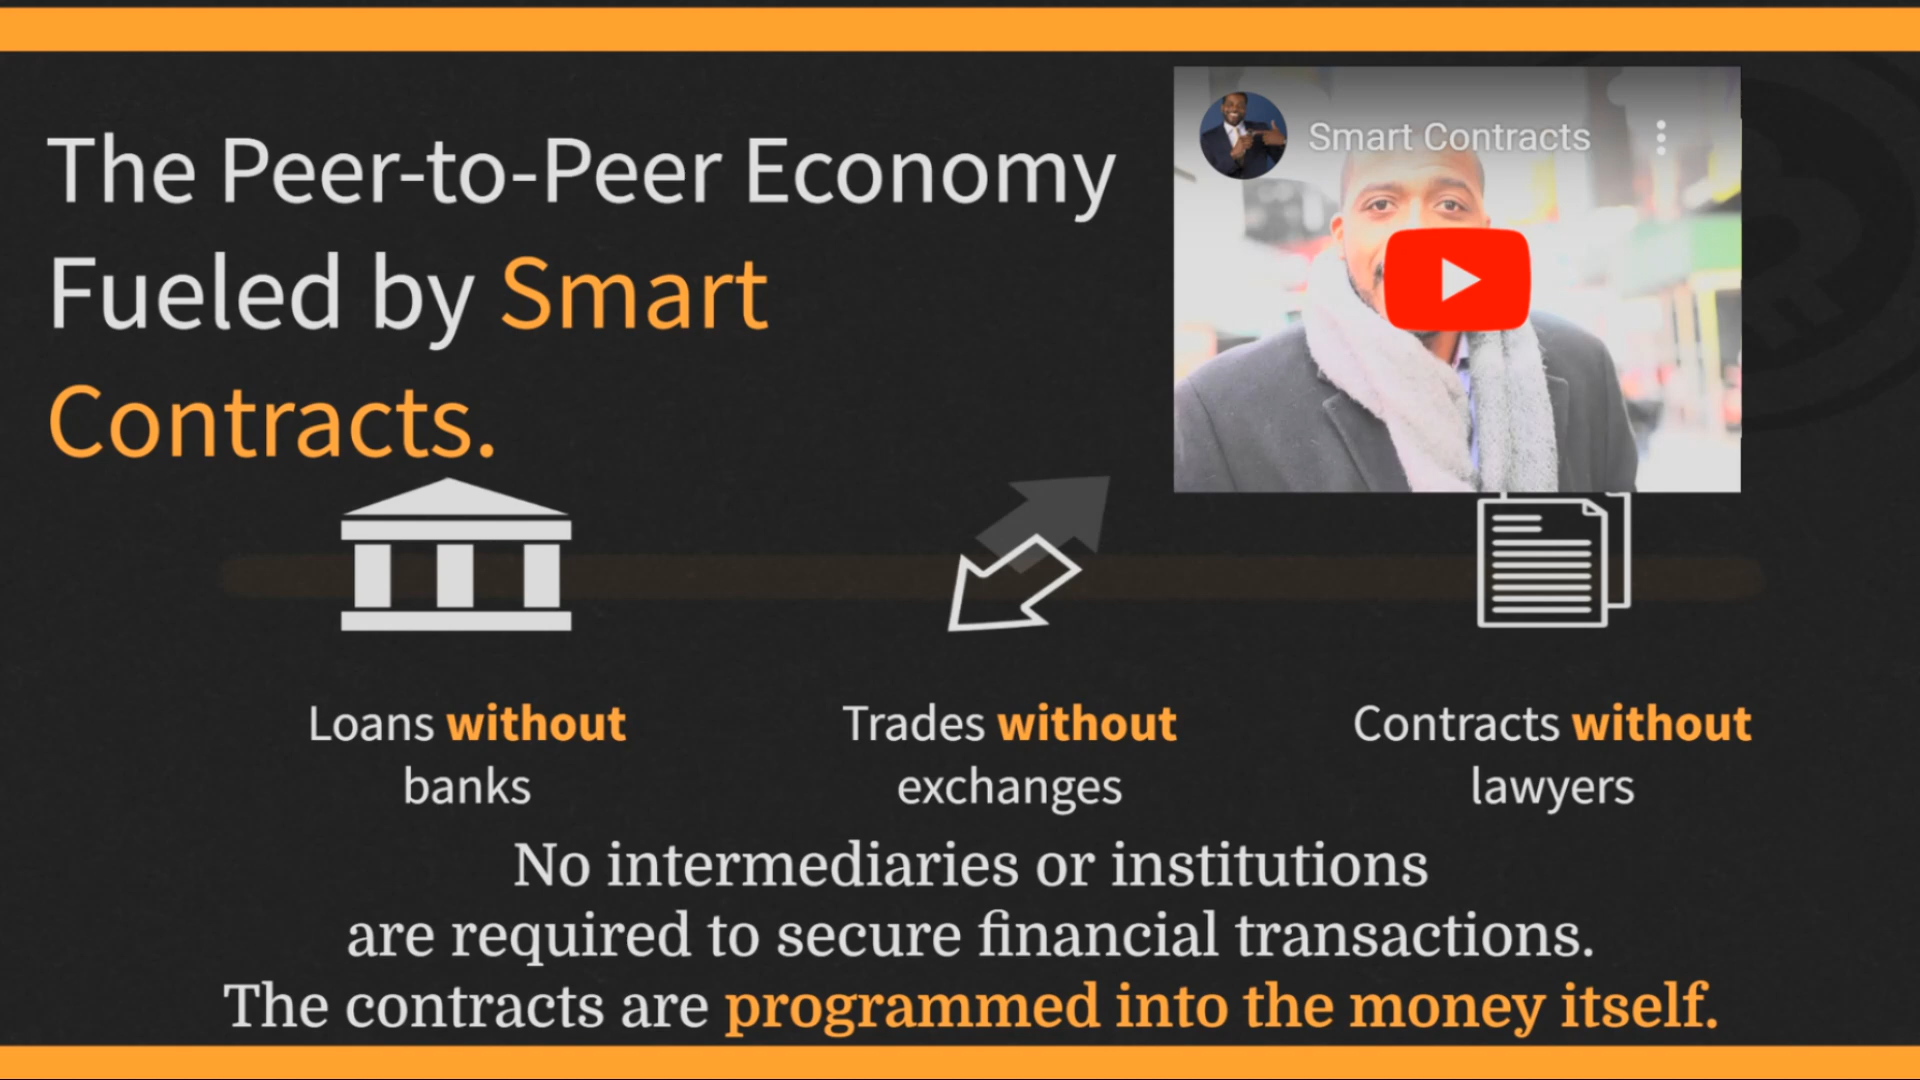 The Peer-to-Peer Economy
Fueled by Smart
Contracts.
Smart Contracts
Loans without
banks
Trades without
exchanges
Contracts without
lawyers
No intermediaries or institutions
are required to secure financial transactions.
The contracts are programmed into the money itself.